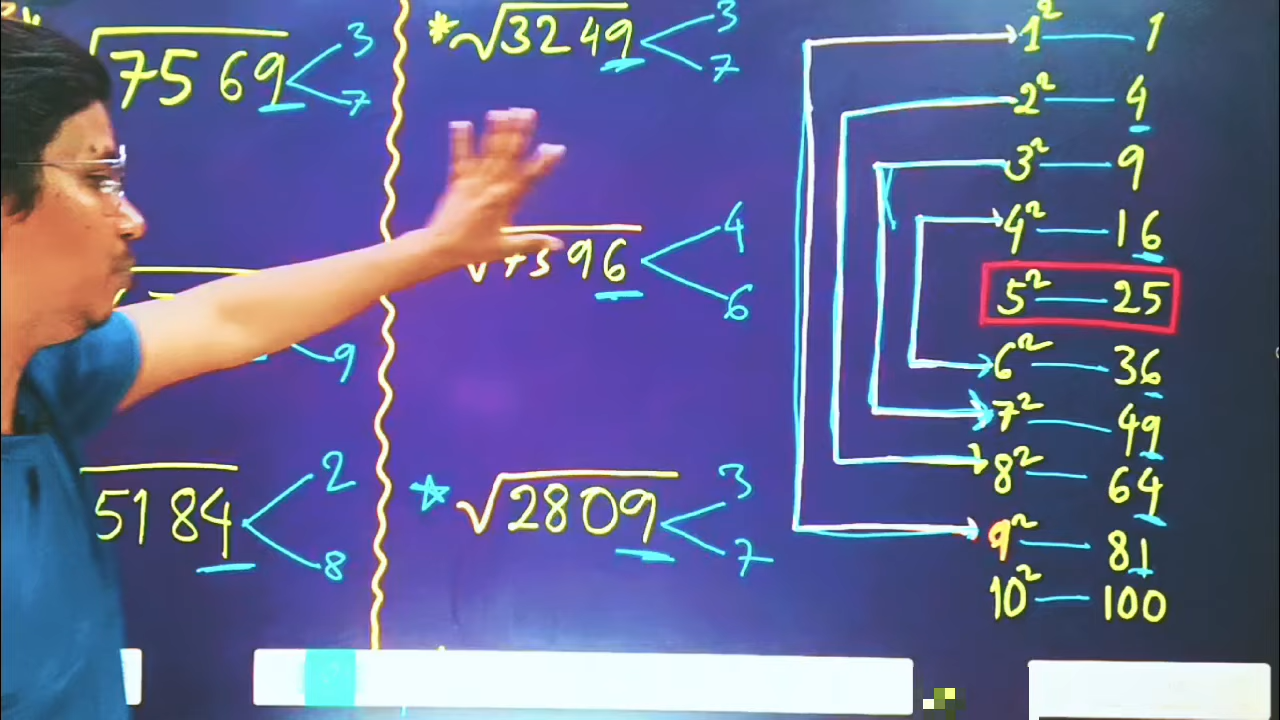 √7569 3
7
9
5184 2
8
*√3249 3
7
√7396 4
6
☆√2809 3
7
1² — 1
2² — 4
3² — 9
4² — 16
5² — 25
6² — 36
7² — 49
8² — 64
9² — 81
10² — 100